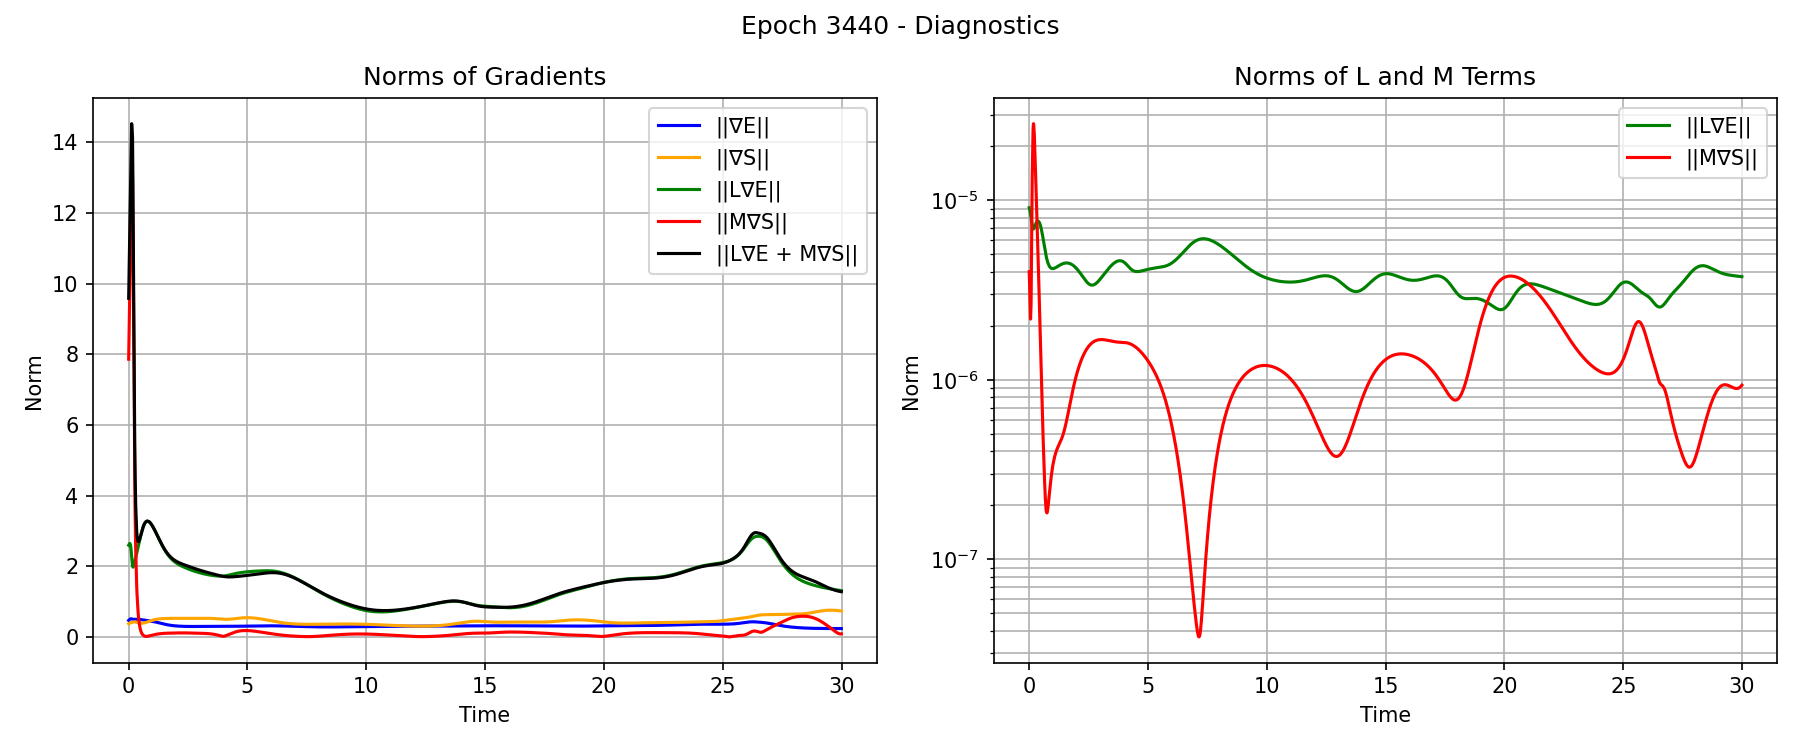 Epoch 3440 - Diagnostics
Norms of Gradients
Norm
14
12
10
8
6
4
2
0
||∇E||
||∇S||
||L∇E||
||M∇S||
||L∇E + M∇S||
0 5 10 15 20 25 30
Time
Norms of L and M Terms
Norm
10⁻⁵
10⁻⁶
10⁻⁷
||L∇E||
||M∇S||
0 5 10 15 20 25 30
Time